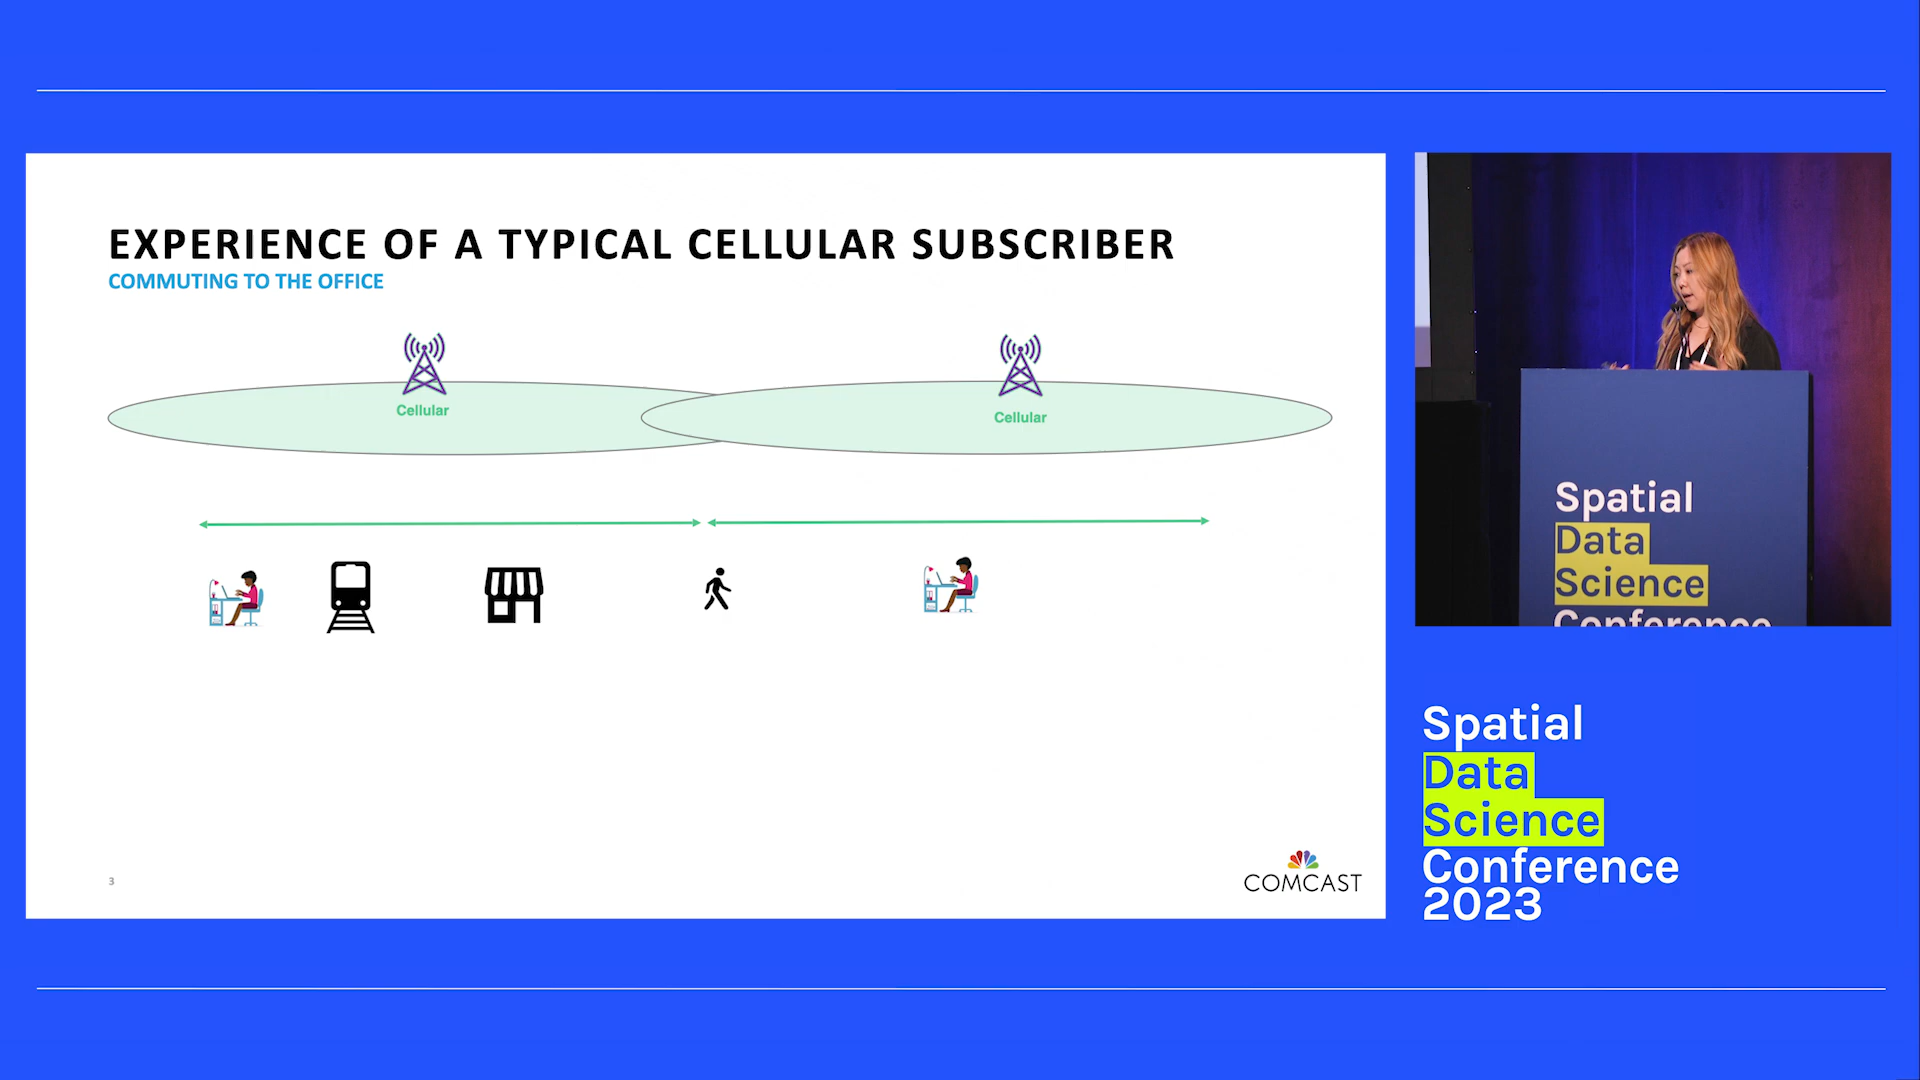 EXPERIENCE OF A TYPICAL CELLULAR SUBSCRIBER
COMMUTING TO THE OFFICE
Cellular
Cellular
3
COMCAST
Spatial
Data
Science
Conference
Spatial
Data
Science
Conference
2023